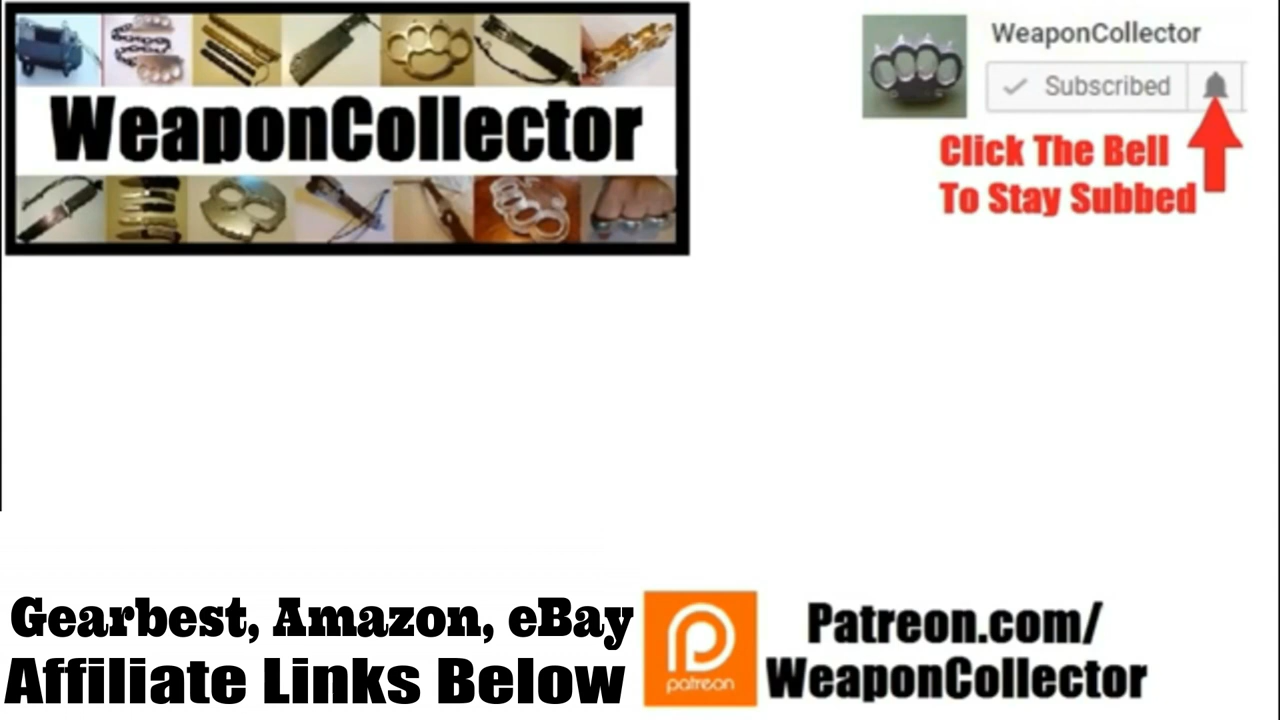 WeaponCollector
WeaponCollector
Subscribed
Click The Bell
To Stay Subbed
Gearbest, Amazon, eBay
Affiliate Links Below
patreon
Patreon.com/
WeaponCollector